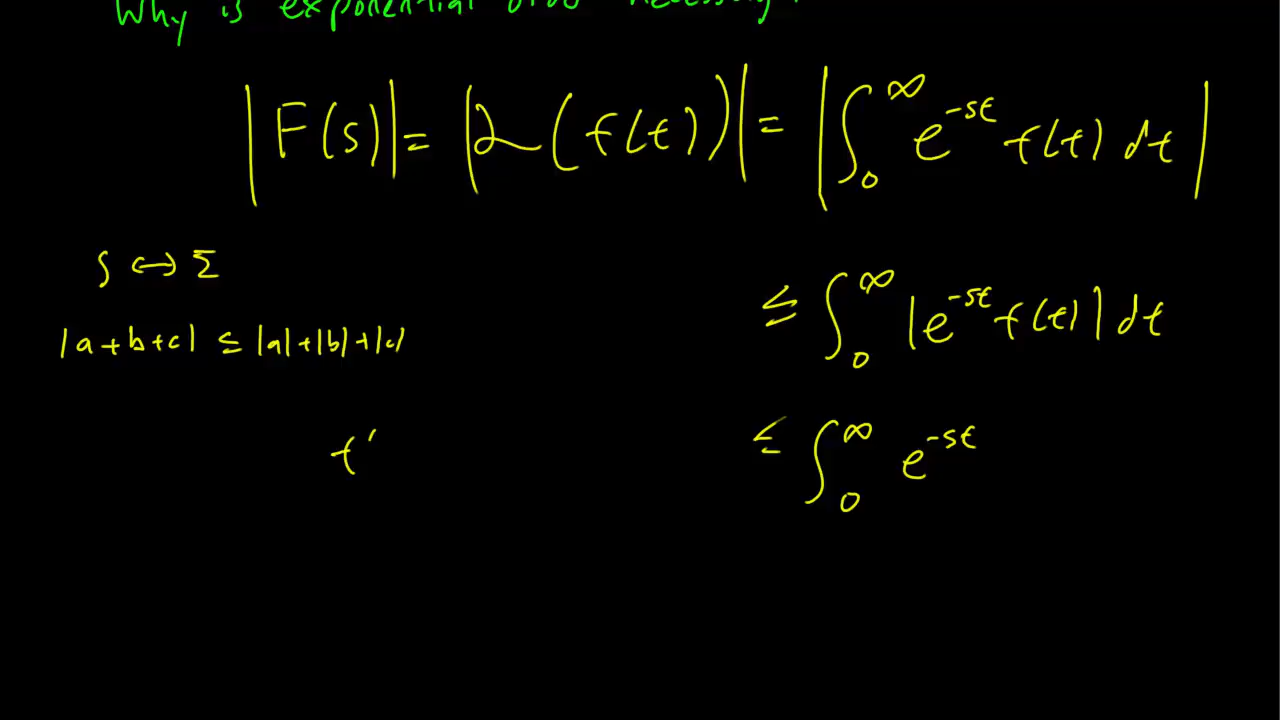 Why is exponential order necessary?
|F(s)| = |ℒ(f(t))| = |∫₀^∞ e^{-st} f(t) dt|
∫ ↔ Σ
≤ ∫₀^∞ |e^{-st} f(t)| dt
|a+b+c| ≤ |a|+|b|+|c|
≤ ∫₀^∞ e^{-st}